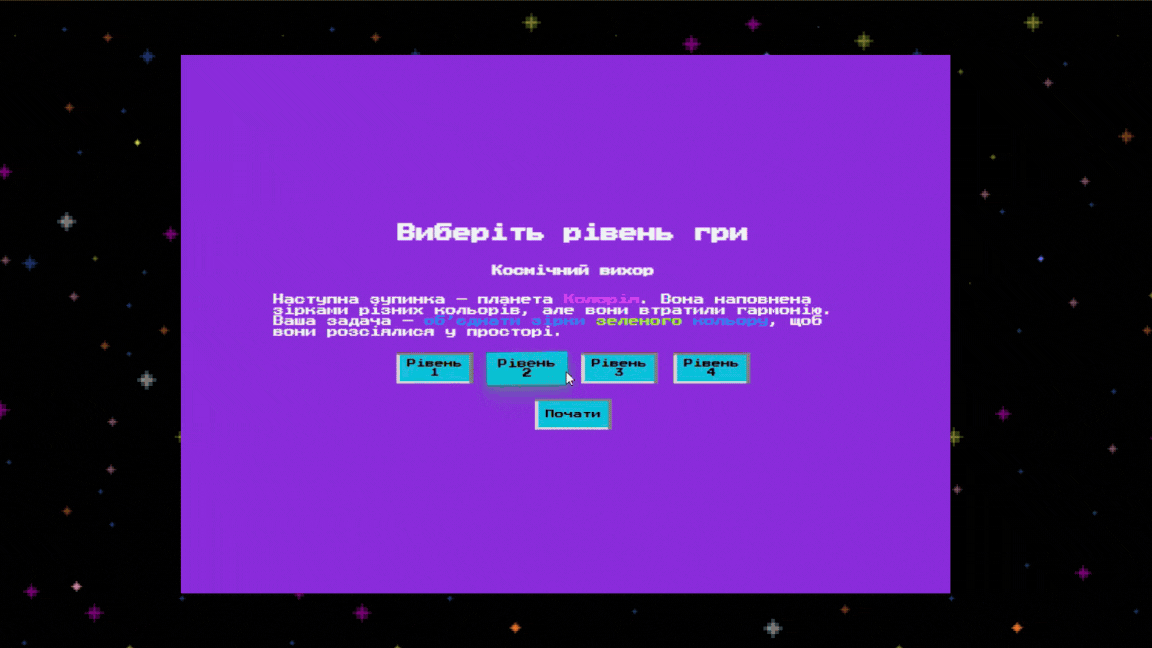 Виберіть рівень гри
Космічний вихор
Наступна зупинка — планета Колорім. Вона наповнена
зірками різних кольорів, але вони втратили гармонію.
Ваша задача — об'єднати зірки зеленого кольору, щоб
вони розсіялися у просторі.
Рівень
1
Рівень
2
Рівень
3
Рівень
4
Почати